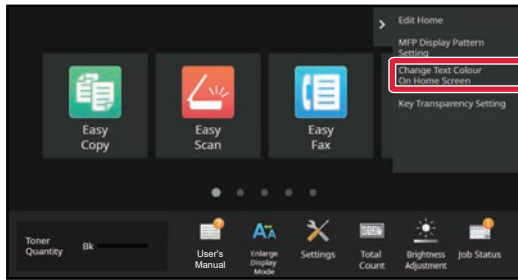 Edit Home
MFP Display Pattern
Setting
Change Text Colour
On Home Screen
Key Transparency Setting
Easy
Copy
Easy
Scan
Easy
Fax
Toner
Quantity
Bk
User's
Manual
Enlarge
Display
Mode
Settings
Total
Count
Brightness
Adjustment
Job Status